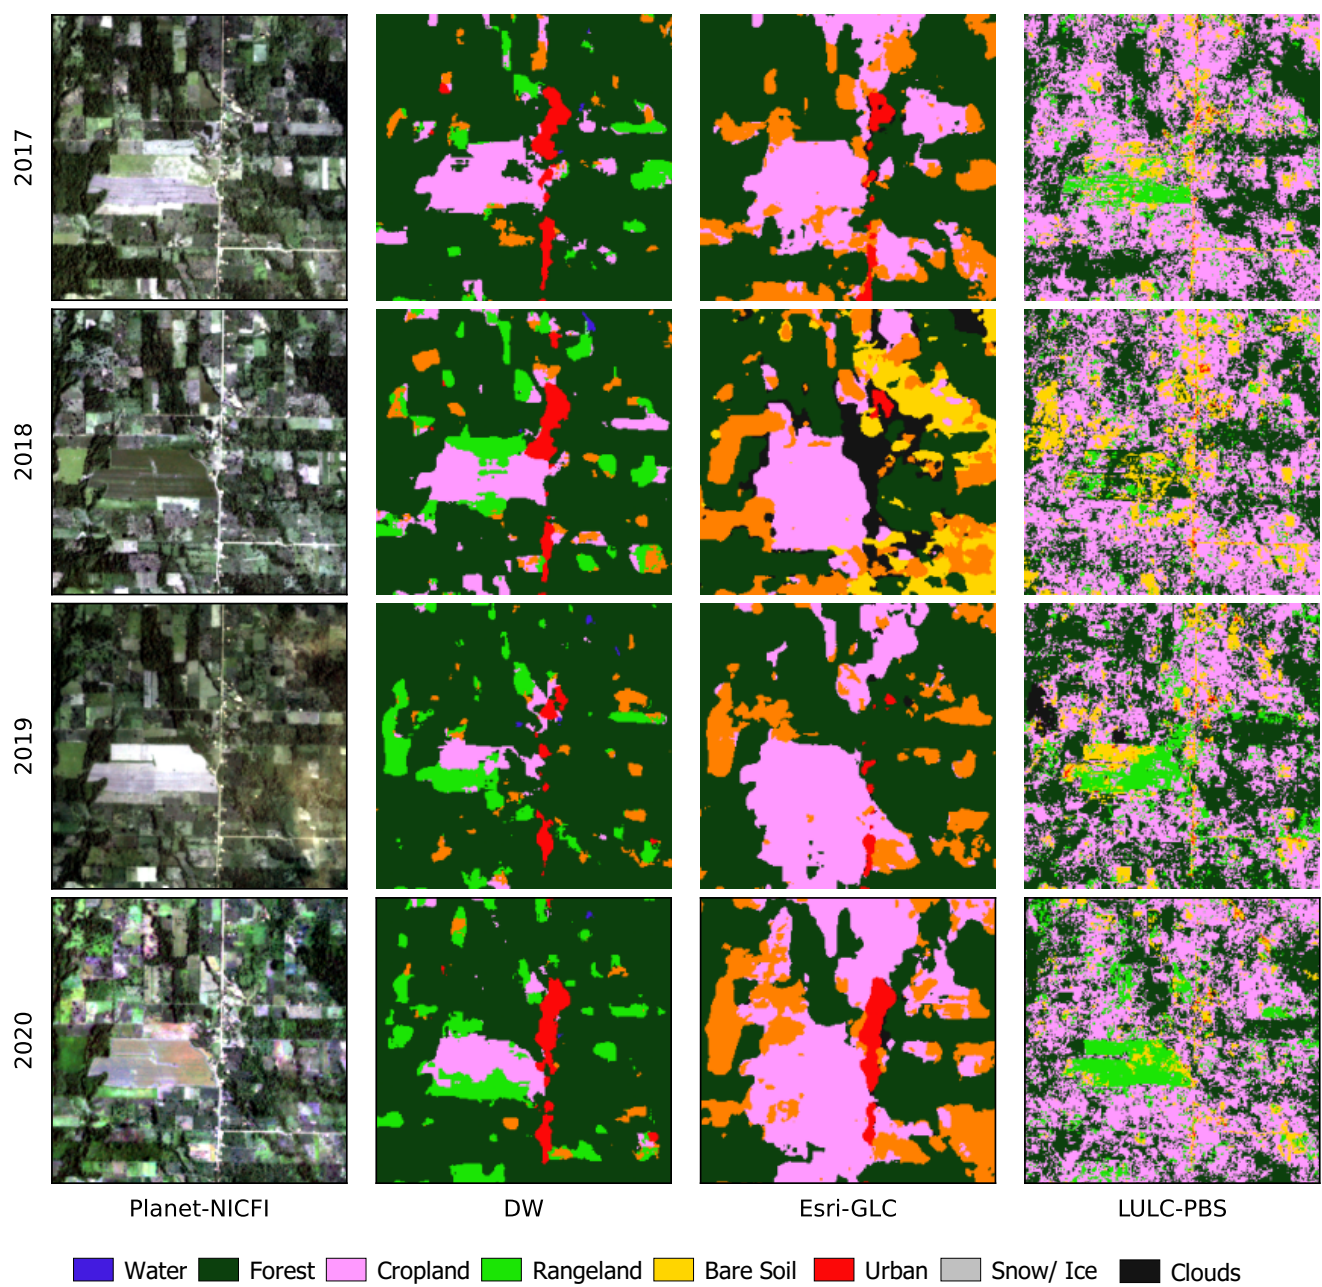 2017
2018
2019
2020
Planet-NICFI DW Esri-GLC LULC-PBS
Water Forest Cropland Rangeland Bare Soil Urban Snow/ Ice Clouds